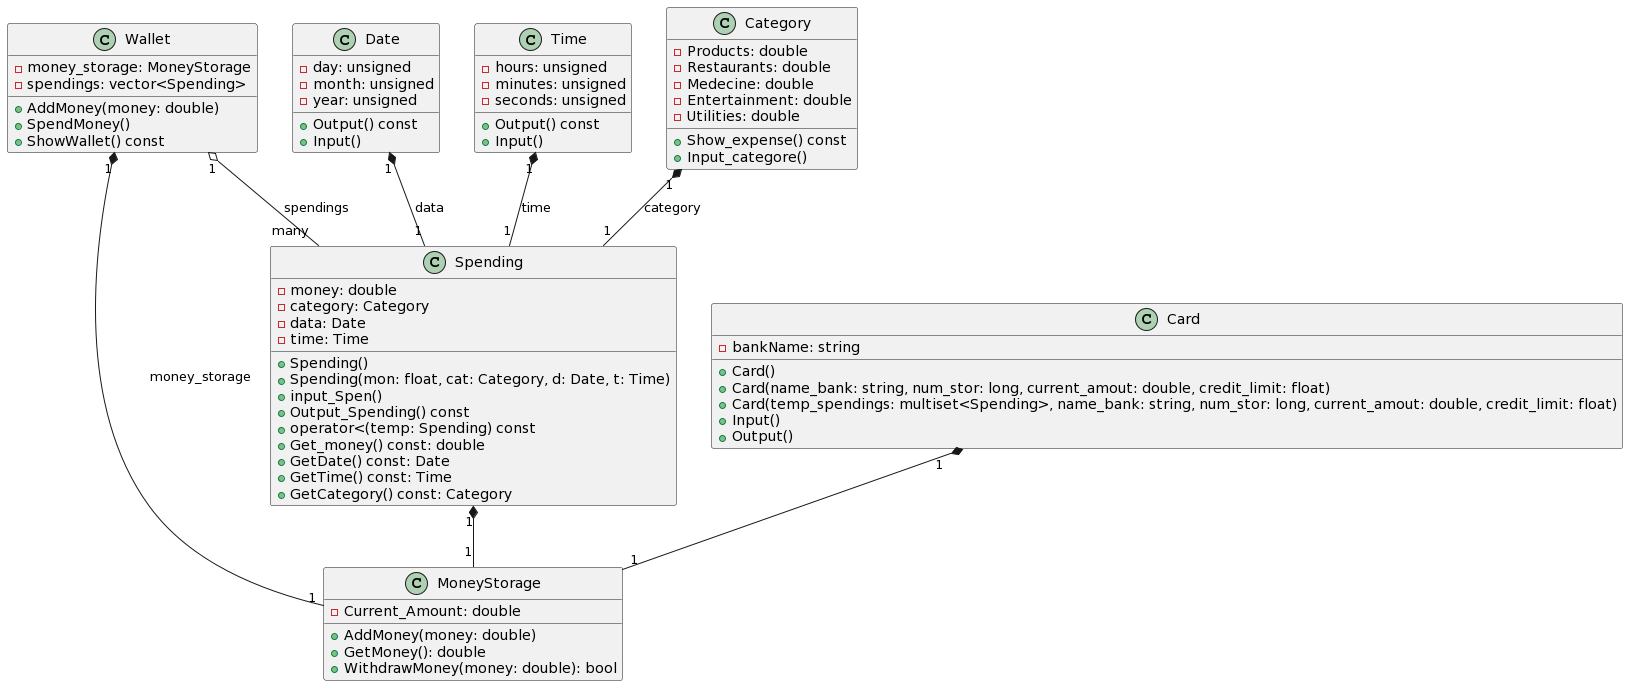 C Wallet
money_storage: MoneyStorage
spendings: vector<Spending>
AddMoney(money: double)
SpendMoney()
ShowWallet() const
C Date
day: unsigned
month: unsigned
year: unsigned
Output() const
Input()
C Time
hours: unsigned
minutes: unsigned
seconds: unsigned
Output() const
Input()
C Category
Products: double
Restaurants: double
Medecine: double
Entertainment: double
Utilities: double
Show_expense() const
Input_categore()
1
1
1
1
1
spendings
data
time
category
many
1
1
1
C Spending
money: double
category: Category
data: Date
time: Time
Spending()
Spending(mon: float, cat: Category, d: Date, t: Time)
input_Spen()
Output_Spending() const
operator<(temp: Spending) const
Get_money() const: double
GetDate() const: Date
GetTime() const: Time
GetCategory() const: Category
C Card
bankName: string
Card()
Card(name_bank: string, num_stor: long, current_amout: double, credit_limit: float)
Card(temp_spendings: multiset<Spending>, name_bank: string, num_stor: long, current_amout: double, credit_limit: float)
Input()
Output()
money_storage
1
1
1
1
1
C MoneyStorage
Current_Amount: double
AddMoney(money: double)
GetMoney(): double
WithdrawMoney(money: double): bool